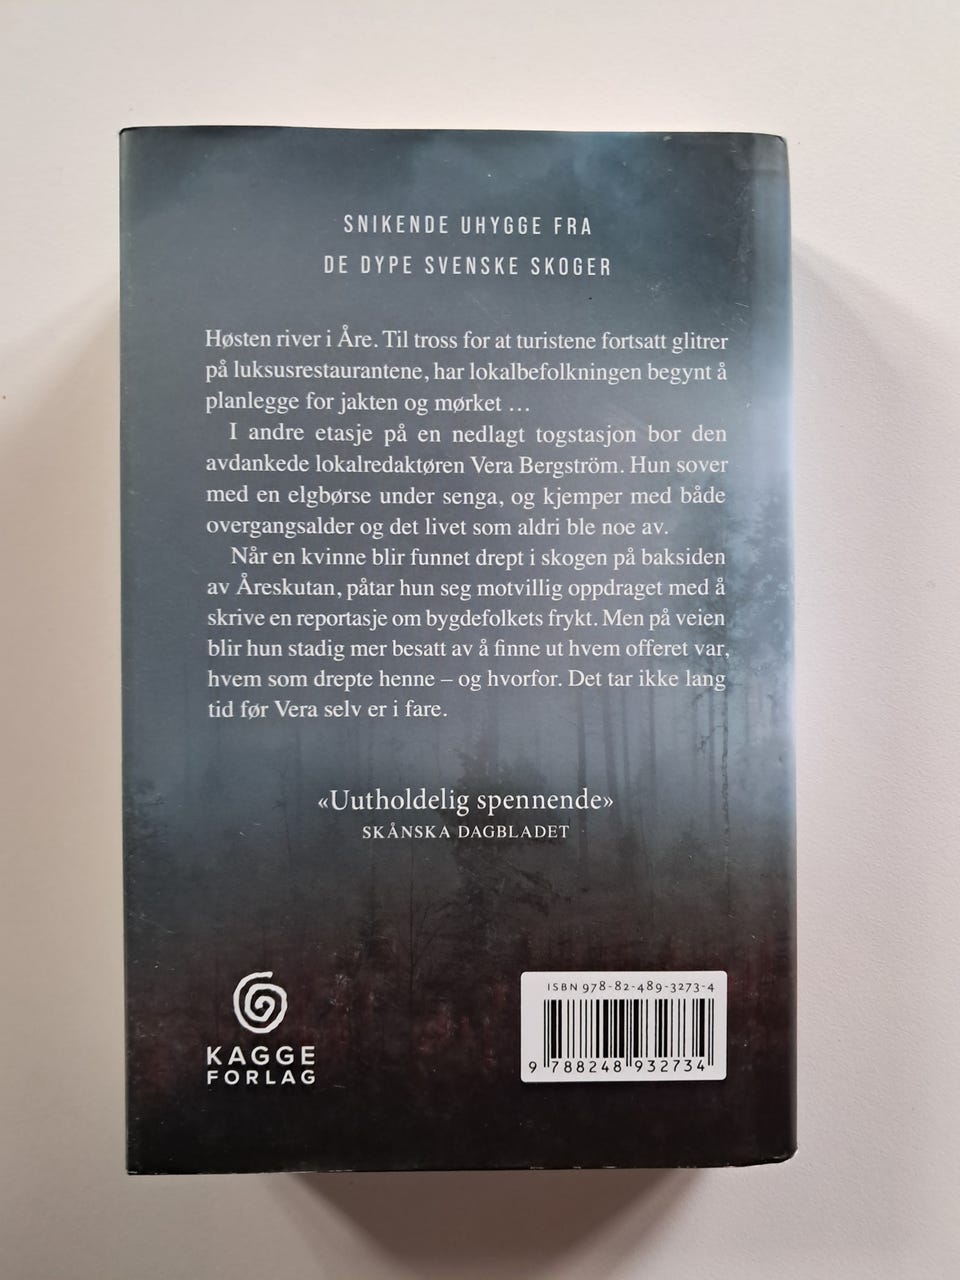 SNIKENDE UHYGGE FRA
DE DYPE SVENSKE SKOGER
Høsten river i Åre. Til tross for at turistene fortsatt glitrer
på luksusrestaurantene, har lokalbefolkningen begynt å
planlegge for jakten og mørket …
I andre etasje på en nedlagt togstasjon bor den
avdankede lokalredaktøren Vera Bergström. Hun sover
med en elgbørse under senga, og kjemper med både
overgangsalder og det livet som aldri ble noe av.
Når en kvinne blir funnet drept i skogen på baksiden
av Åreskutan, påtar hun seg motvillig oppdraget med å
skrive en reportasje om bygdefolkets frykt. Men på veien
blir hun stadig mer besatt av å finne ut hvem offeret var,
hvem som drepte henne – og hvorfor. Det tar ikke lang
tid før Vera selv er i fare.
«Uutholdelig spennende»
SKÅNSKA DAGBLADET
KAGGE
FORLAG
ISBN 978-82-489-3273-4
9 788248 932734